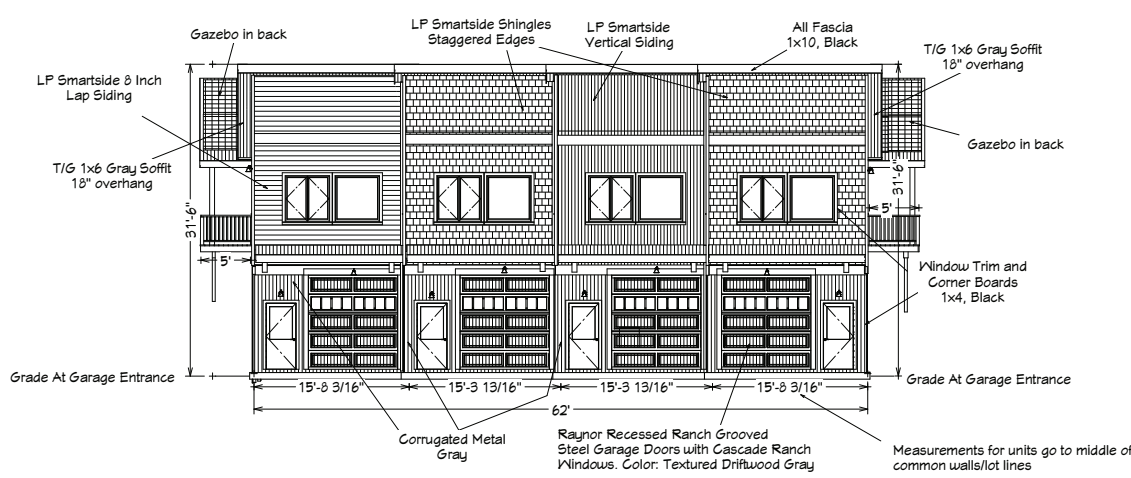 Gazebo in back
LP Smartside Shingles
Staggered Edges
LP Smartside
Vertical Siding
All Fascia
1x10, Black
T/G 1x6 Gray Soffit
18" overhang
LP Smartside 8 Inch
Lap Siding
Gazebo in back
T/G 1x6 Gray Soffit
18" overhang
31'-6"
31'-6"
5'
5'
Window Trim and
Corner Boards
1x4, Black
Grade At Garage Entrance
15'-8 3/16"
15'-3 13/16"
15'-3 13/16"
15'-8 3/16"
Grade At Garage Entrance
62'
Corrugated Metal
Gray
Raynor Recessed Ranch Grooved
Steel Garage Doors with Cascade Ranch
Windows. Color: Textured Driftwood Gray
Measurements for units go to middle of
common walls/lot lines